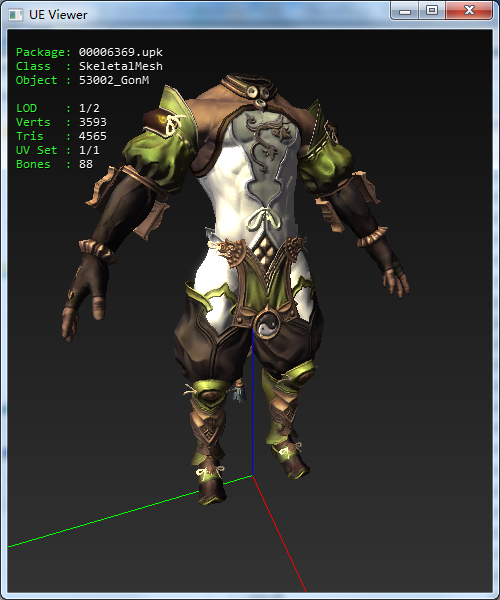 UE Viewer
Package: 00006369.upk
Class : SkeletalMesh
Object : 53002_GonM
LOD : 1/2
Verts : 3593
Tris : 4565
UV Set : 1/1
Bones : 88